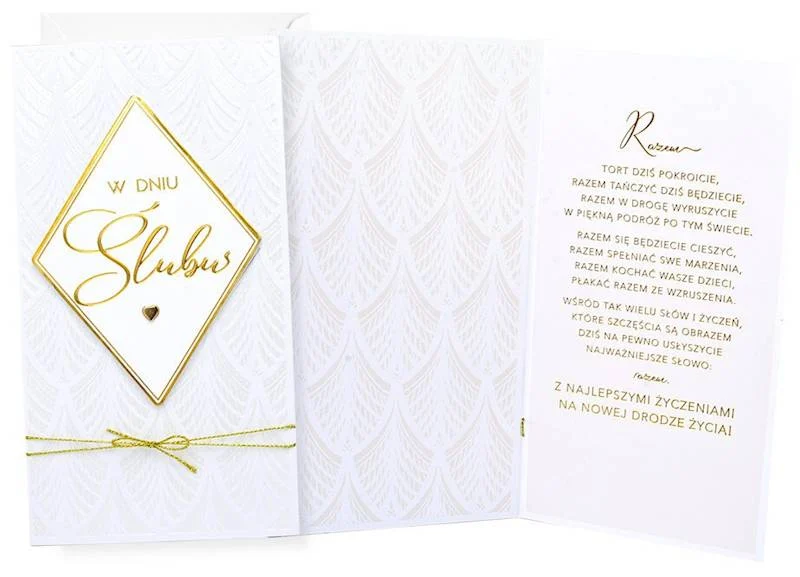 W DNIU
Ślubu
Razem
TORT DZIŚ POKROICIE,
RAZEM TAŃCZYĆ DZIŚ BĘDZIECIE,
RAZEM W DROGĘ WYRUSZYCIE
W PIĘKNĄ PODRÓŻ PO TYM ŚWIECIE.
RAZEM SIĘ BĘDZIECIE CIESZYĆ,
RAZEM SPEŁNIAĆ SWE MARZENIA,
RAZEM KOCHAĆ WASZE DZIECI,
PŁAKAĆ RAZEM ZE WZRUSZENIA.
WŚRÓD TAK WIELU SŁÓW I ŻYCZEŃ,
KTÓRE SZCZĘŚCIA SĄ OBRAZEM
DZIŚ NA PEWNO USŁYSZYCIE
NAJWAŻNIEJSZE SŁOWO:
razem.
Z NAJLEPSZYMI ŻYCZENIAMI
NA NOWEJ DRODZE ŻYCIA!